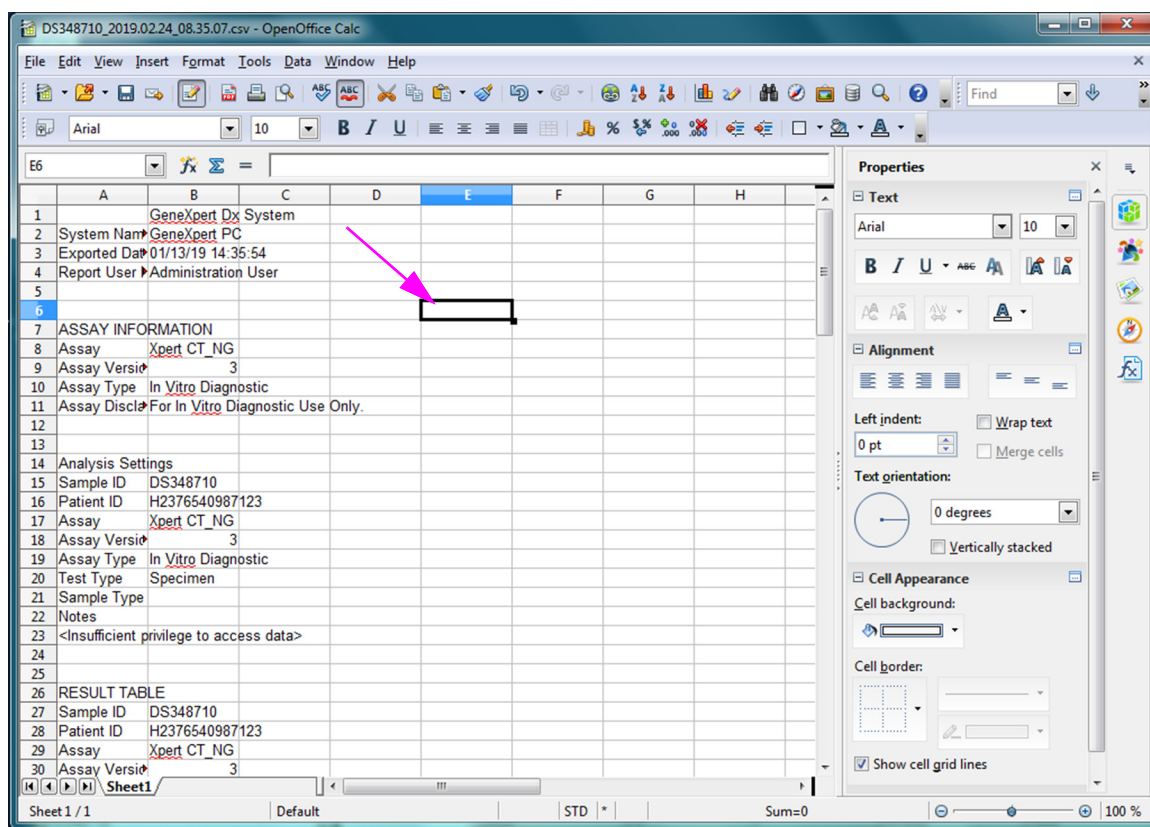 DS348710_2019.02.24_08.35.07.csv - OpenOffice Calc
File Edit View Insert Format Tools Data Window Help
Find
Arial 10
E6
A B C D E F G H
1 GeneXpert Dx System
2 System Nam GeneXpert PC
3 Exported Dat 01/13/19 14:35:54
4 Report User Administration User
5
6
7 ASSAY INFORMATION
8 Assay Xpert CT_NG
9 Assay Versio 3
10 Assay Type In Vitro Diagnostic
11 Assay Discla For In Vitro Diagnostic Use Only.
12
13
14 Analysis Settings
15 Sample ID DS348710
16 Patient ID H2376540987123
17 Assay Xpert CT_NG
18 Assay Versio 3
19 Assay Type In Vitro Diagnostic
20 Test Type Specimen
21 Sample Type
22 Notes
23 <Insufficient privilege to access data>
24
25
26 RESULT TABLE
27 Sample ID DS348710
28 Patient ID H2376540987123
29 Assay Xpert CT_NG
30 Assay Versio 3
Sheet1
Sheet 1 / 1 Default STD * Sum=0 100 %
Properties
Text
Arial 10
Alignment
Left indent:
Wrap text
0 pt
Merge cells
Text orientation:
0 degrees
Vertically stacked
Cell Appearance
Cell background:
Cell border:
Show cell grid lines